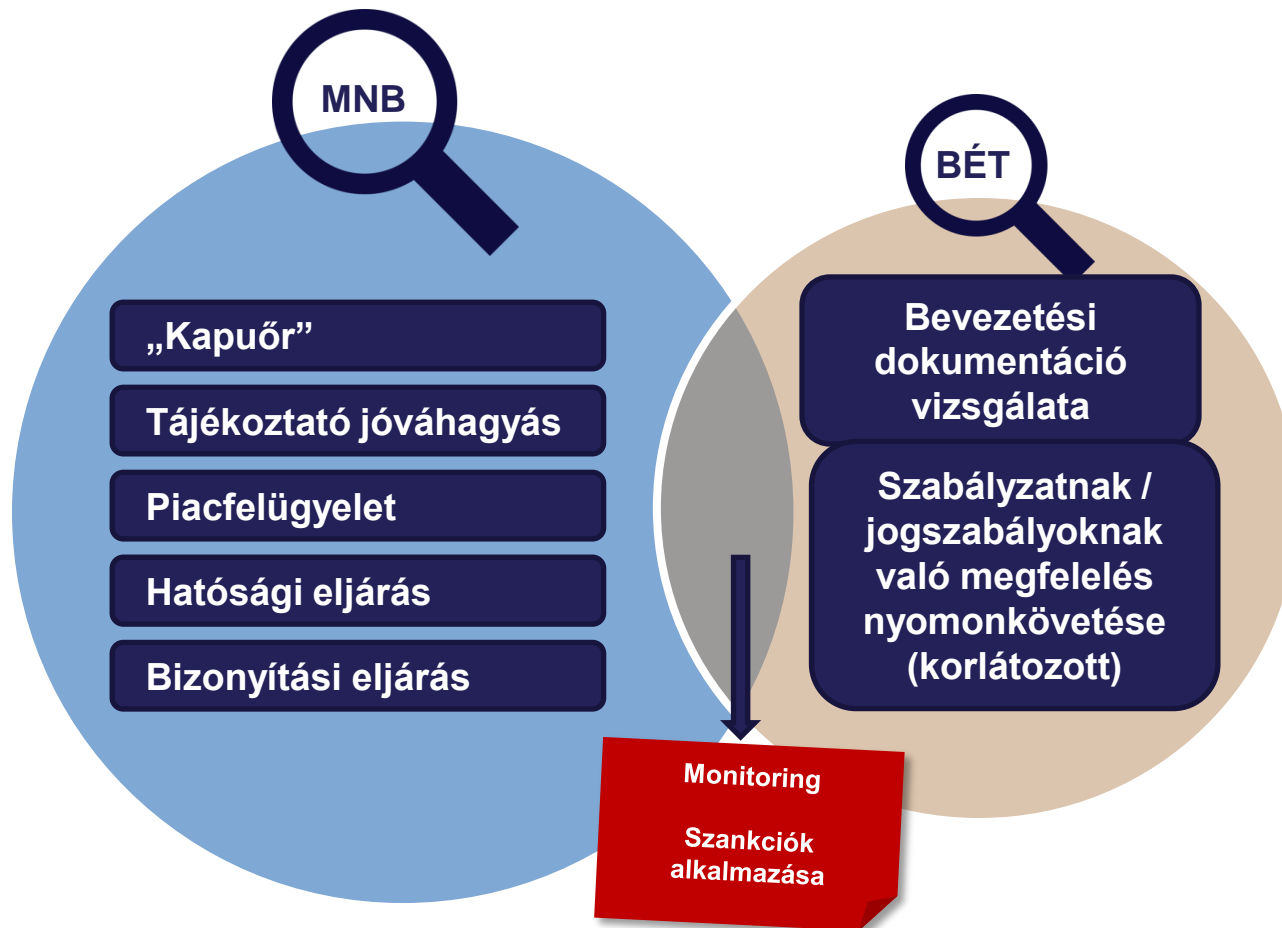 MNB
„Kapuőr”
Tájékoztató jóváhagyás
Piacfelügyelet
Hatósági eljárás
Bizonyítási eljárás
BÉT
Bevezetési
dokumentáció
vizsgálata
Szabályzatnak /
jogszabályoknak
való megfelelés
nyomonkövetése
(korlátozott)
Monitoring
Szankciók
alkalmazása